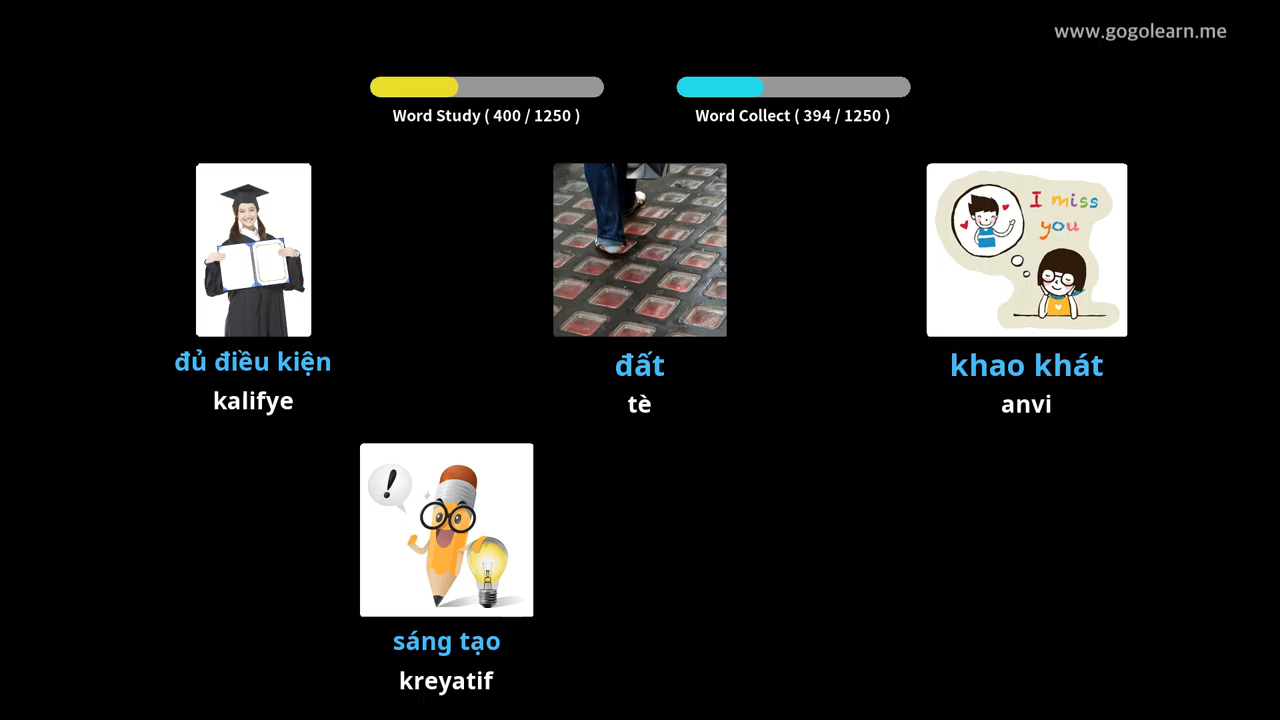 www.gogolearn.me
Word Study ( 400 / 1250 )
Word Collect ( 394 / 1250 )
I miss
you
đủ điều kiện
kalifye
đất
tè
khao khát
anvi
!
sáng tạo
kreyatif